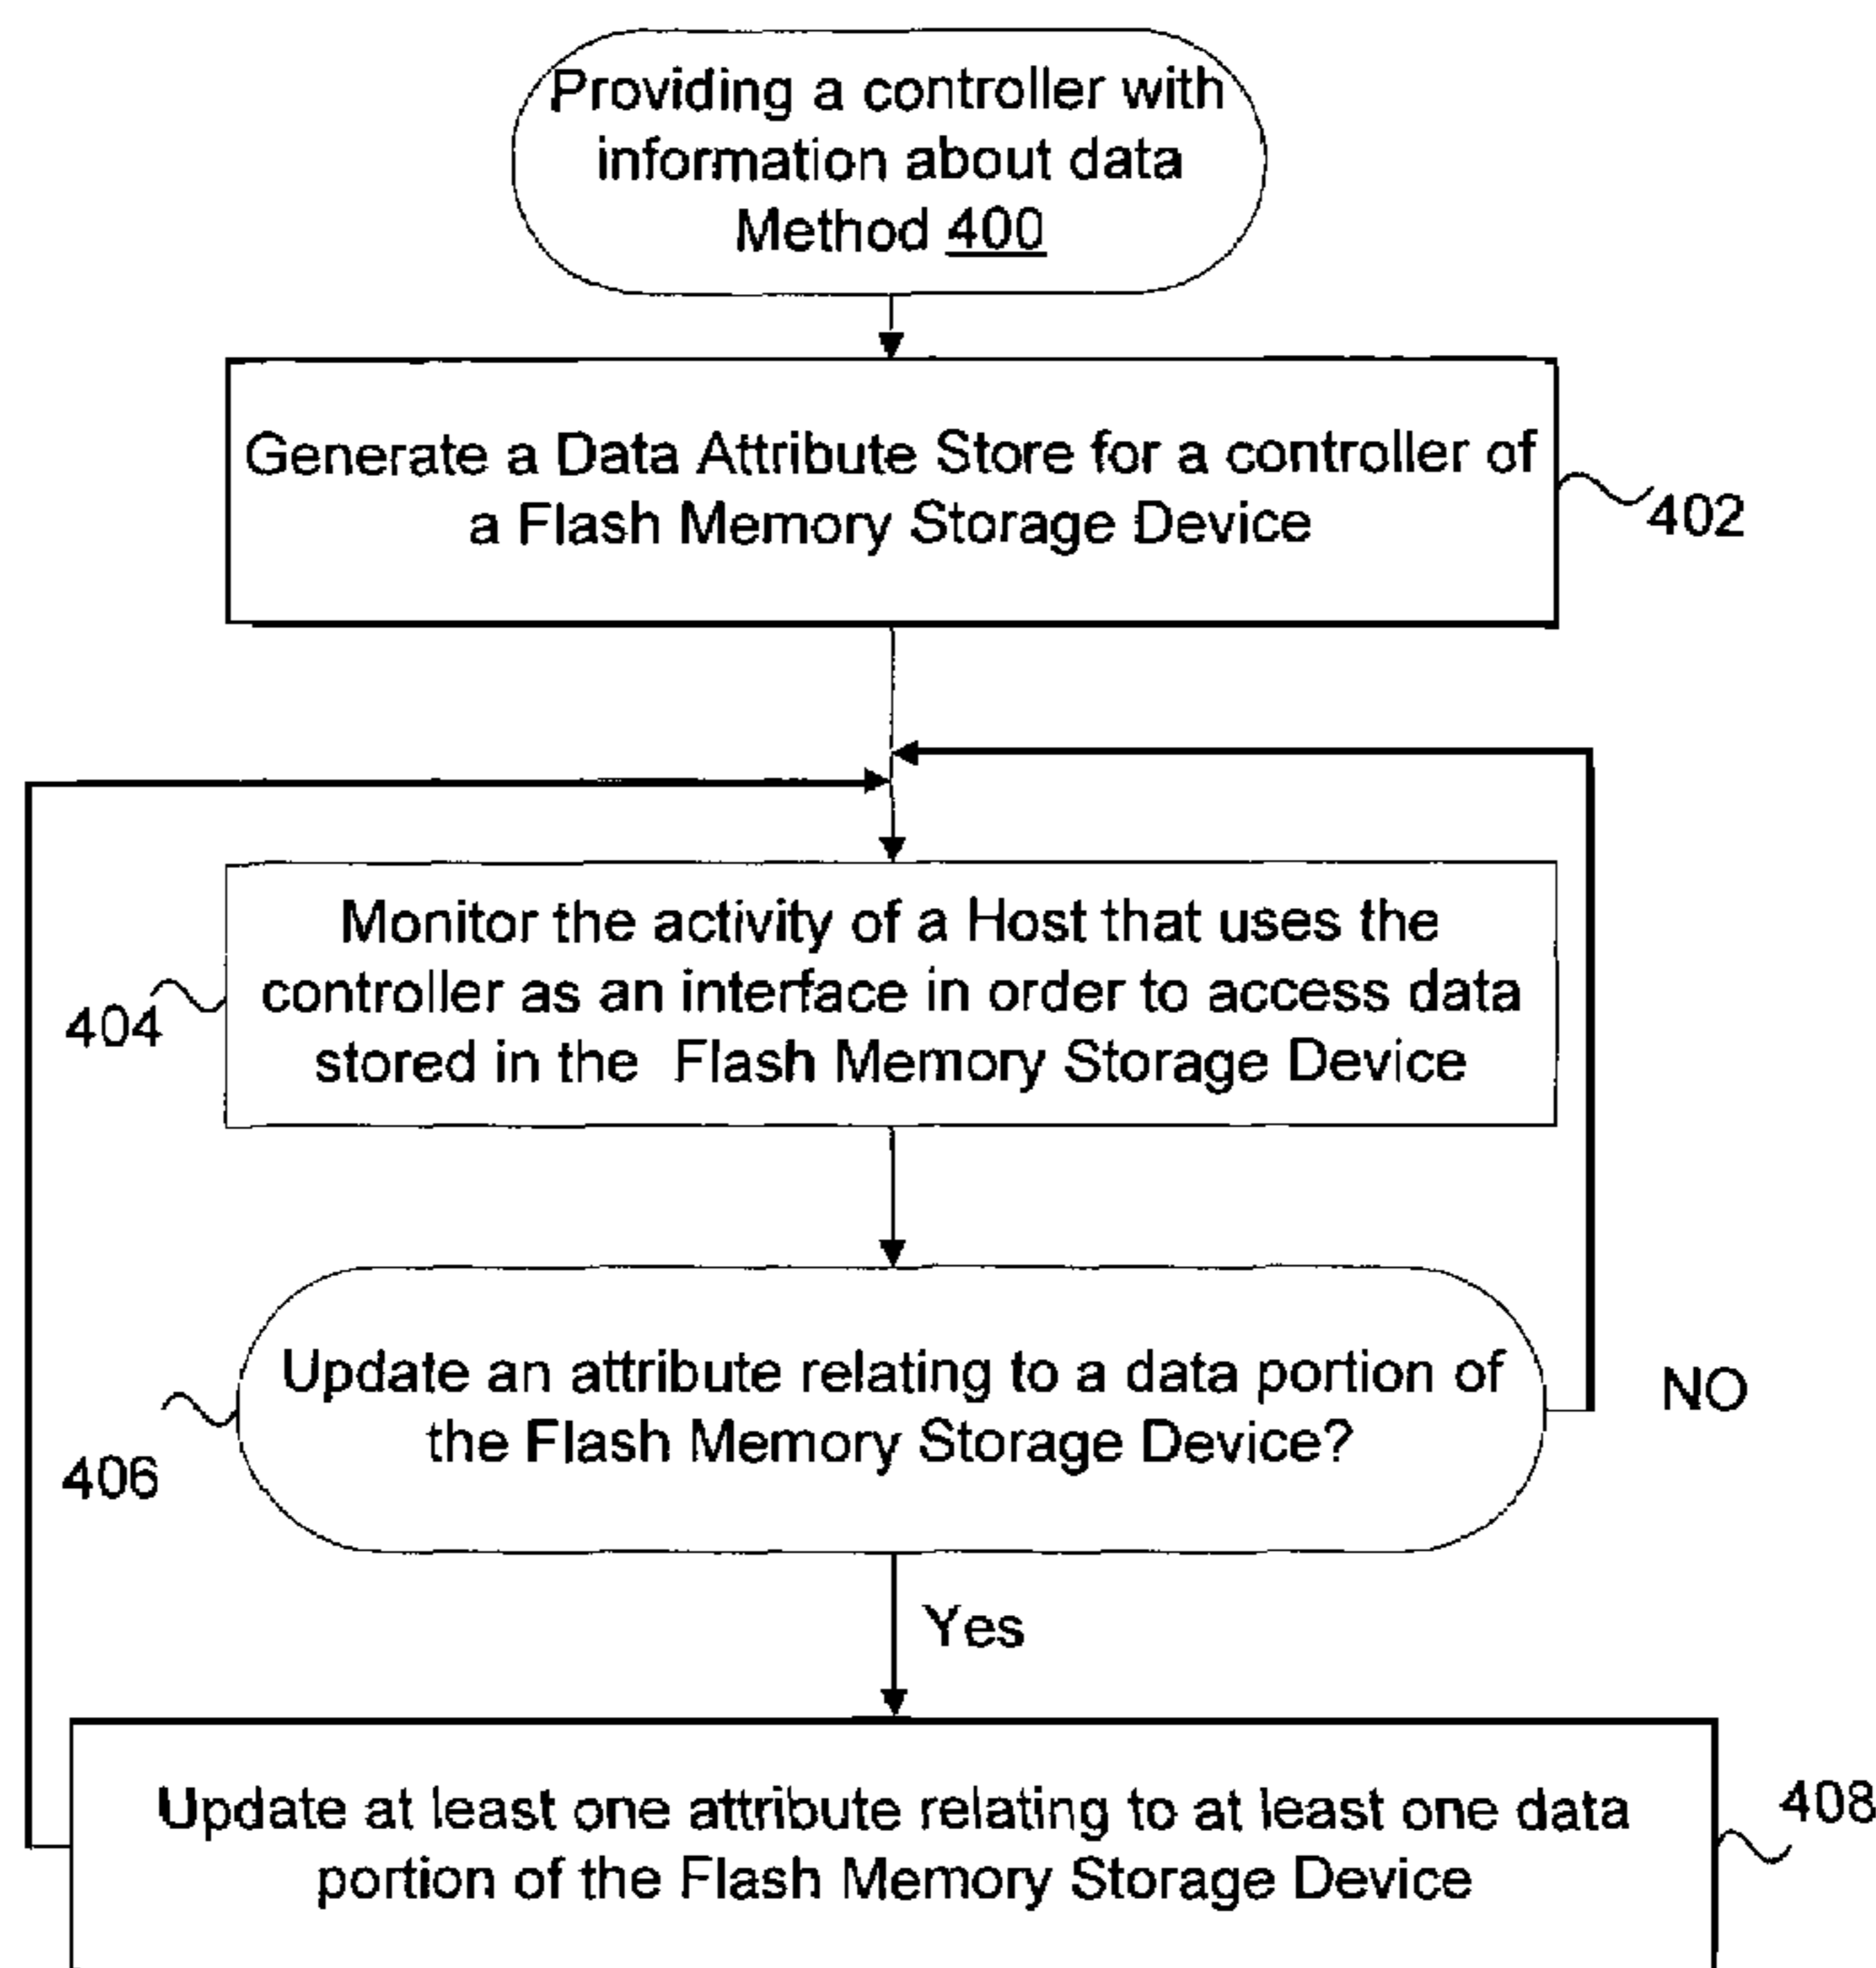 Providing a controller with
information about data
Method 400
Generate a Data Attribute Store for a controller of
a Flash Memory Storage Device
402
Monitor the activity of a Host that uses the
controller as an interface in order to access data
stored in the Flash Memory Storage Device
404
Update an attribute relating to a data portion of
the Flash Memory Storage Device?
NO
406
Yes
Update at least one attribute relating to at least one data
portion of the Flash Memory Storage Device
408